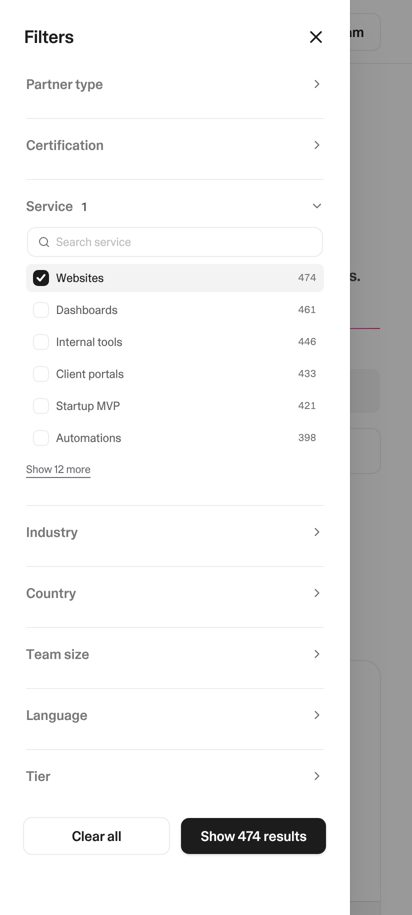 Filters
Partner type
Certification
Service 1
Search service
Websites 474
Dashboards 461
Internal tools 446
Client portals 433
Startup MVP 421
Automations 398
Show 12 more
Industry
Country
Team size
Language
Tier
Clear all
Show 474 results